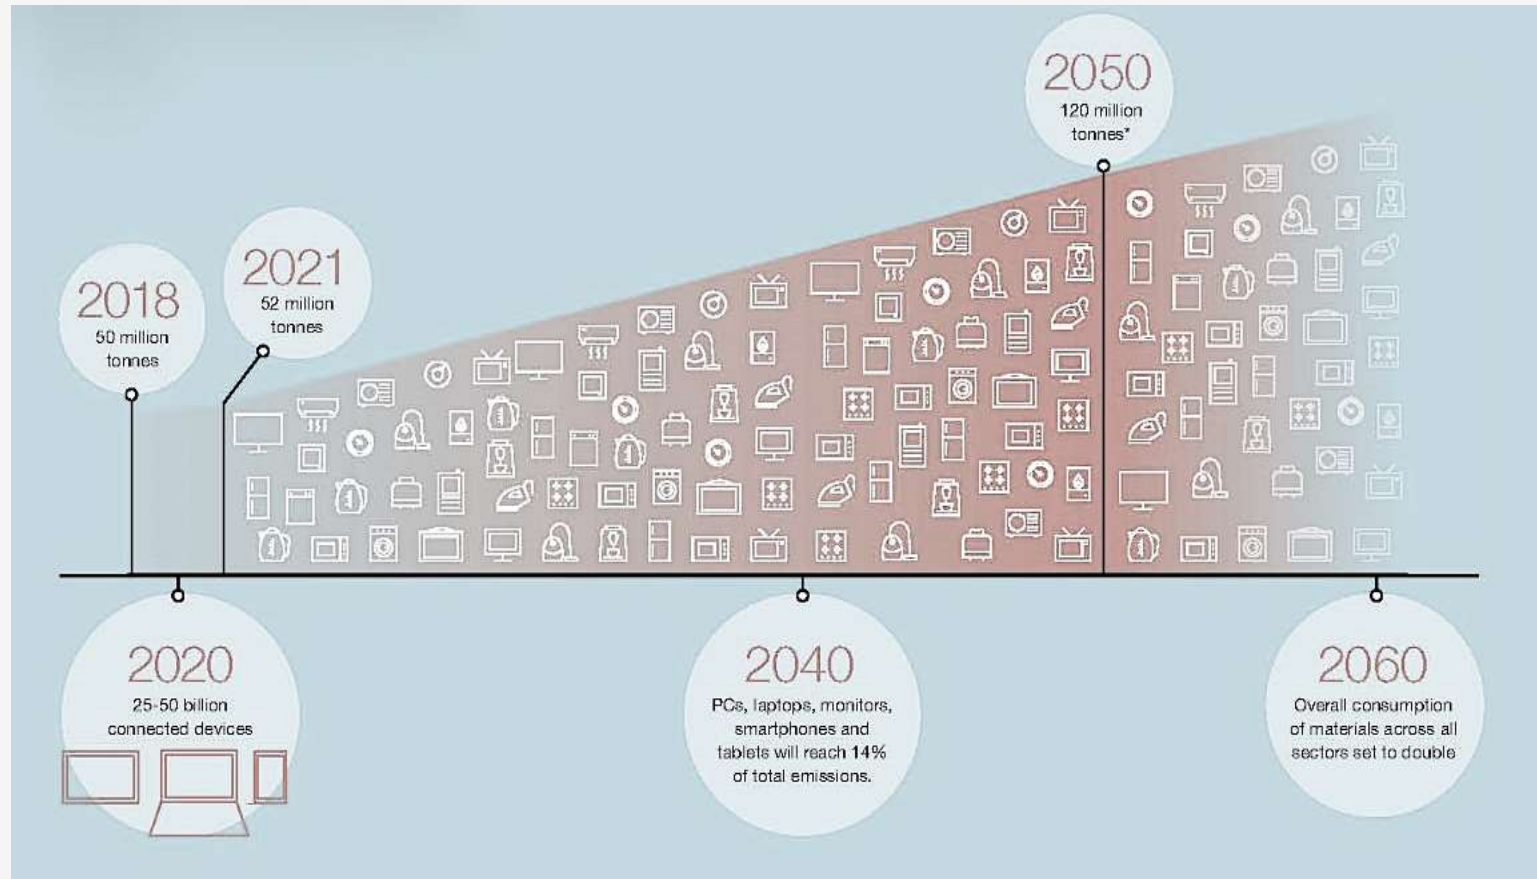 2050
120 million
tonnes*
2021
52 million
tonnes
2018
50 million
tonnes
2020
25-50 billion
connected devices
2040
PCs, laptops, monitors,
smartphones and
tablets will reach 14%
of total emissions.
2060
Overall consumption
of materials across all
sectors set to double